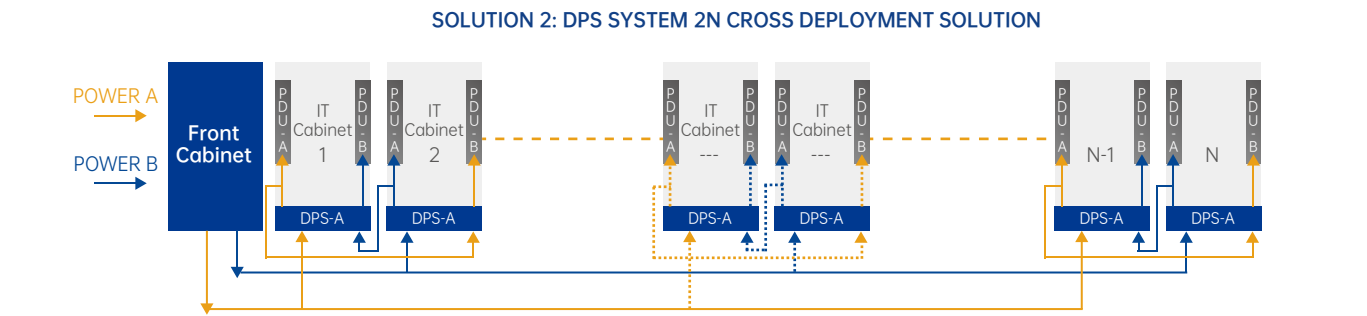 SOLUTION 2: DPS SYSTEM 2N CROSS DEPLOYMENT SOLUTION
POWER A
POWER B
Front
Cabinet
PDU-A
IT
Cabinet
1
PDU-B
DPS-A
PDU-A
IT
Cabinet
2
PDU-B
DPS-A
PDU-A
IT
Cabinet
---
PDU-B
DPS-A
PDU-A
IT
Cabinet
---
PDU-B
DPS-A
PDU-A
N-1
PDU-B
DPS-A
PDU-A
N
PDU-B
DPS-A